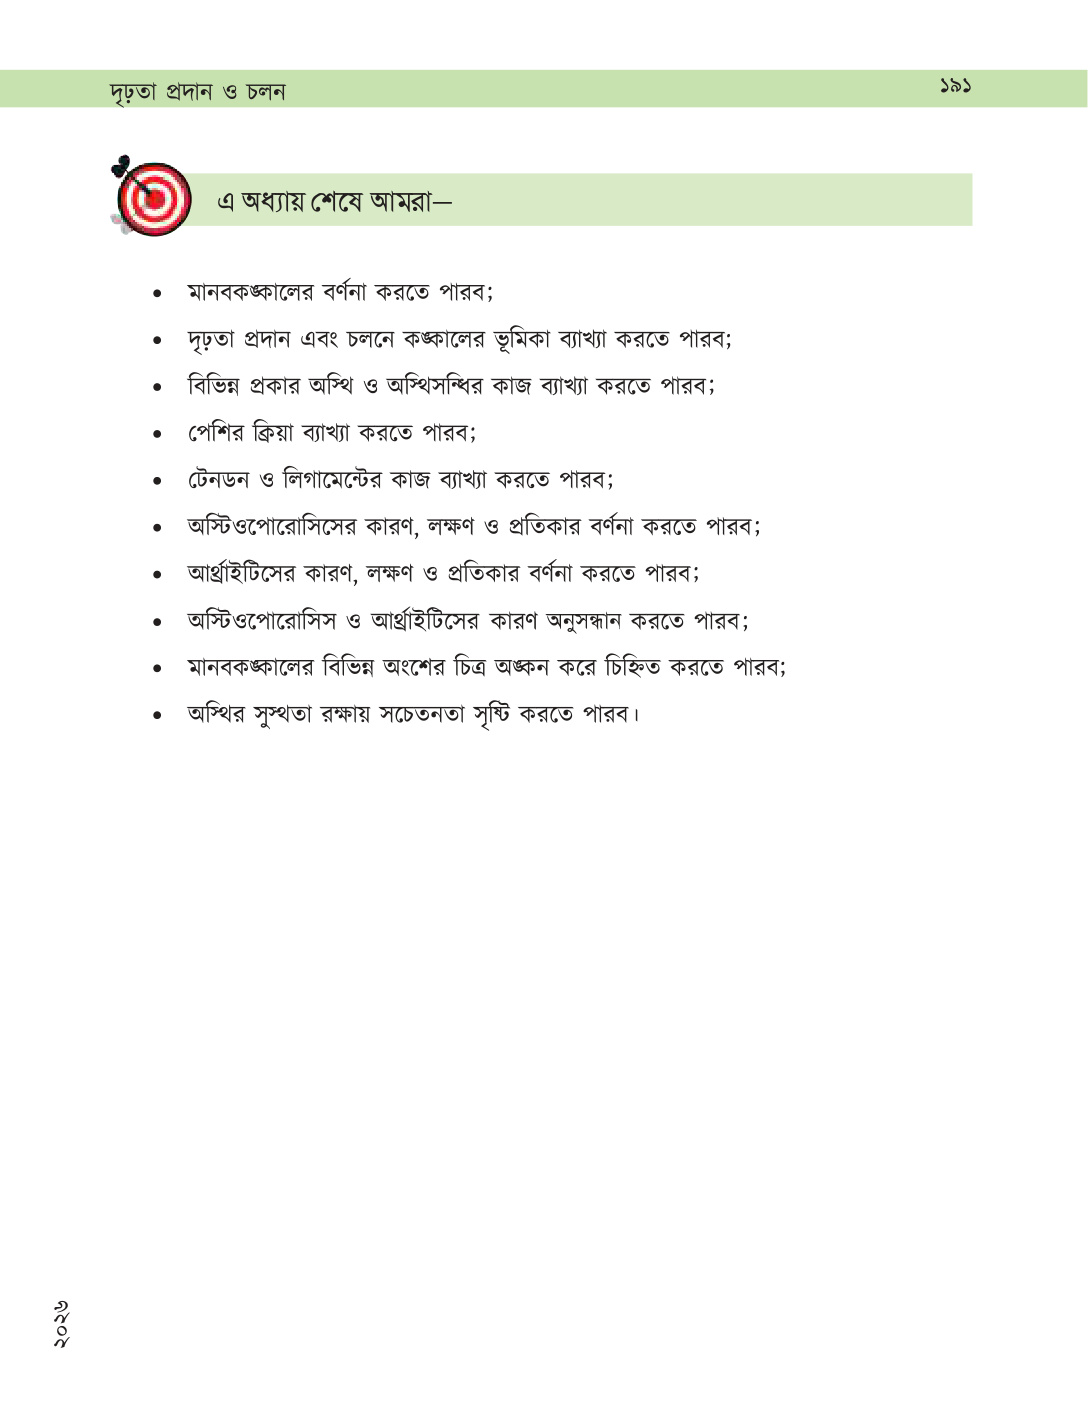 দৃঢ়তা প্রদান ও চলন
১৯১
এ অধ্যায় শেষে আমরা—
• মানবকঙ্কালের বর্ণনা করতে পারব;
• দৃঢ়তা প্রদান এবং চলনে কঙ্কালের ভূমিকা ব্যাখ্যা করতে পারব;
• বিভিন্ন প্রকার অস্থি ও অস্থিসন্ধির কাজ ব্যাখ্যা করতে পারব;
• পেশির ক্রিয়া ব্যাখ্যা করতে পারব;
• টেনডন ও লিগামেন্টের কাজ ব্যাখ্যা করতে পারব;
• অস্টিওপোরোসিসের কারণ, লক্ষণ ও প্রতিকার বর্ণনা করতে পারব;
• আর্থ্রাইটিসের কারণ, লক্ষণ ও প্রতিকার বর্ণনা করতে পারব;
• অস্টিওপোরোসিস ও আর্থ্রাইটিসের কারণ অনুসন্ধান করতে পারব;
• মানবকঙ্কালের বিভিন্ন অংশের চিত্র অঙ্কন করে চিহ্নিত করতে পারব;
• অস্থির সুস্থতা রক্ষায় সচেতনতা সৃষ্টি করতে পারব।
২০২৬